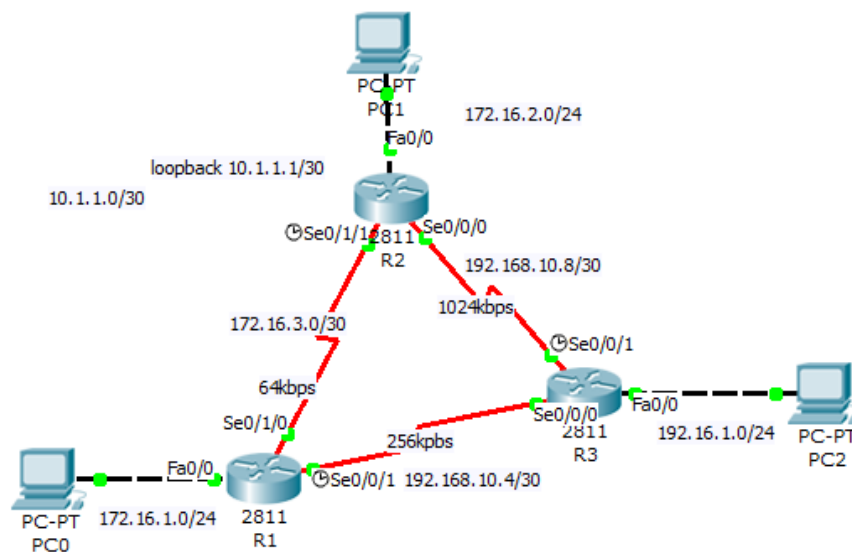 PC-PT
PC1
172.16.2.0/24
Fa0/0
loopback 10.1.1.1/30
10.1.1.0/30
Se0/1/1
Se0/0/0
2811
R2
192.168.10.8/30
1024kbps
172.16.3.0/30
Se0/0/1
64kbps
Se0/0/0
Fa0/0
Se0/1/0
2811
R3
192.16.1.0/24
PC-PT
PC2
256kpbs
Fa0/0
Se0/0/1
192.168.10.4/30
PC-PT
PC0
172.16.1.0/24
2811
R1